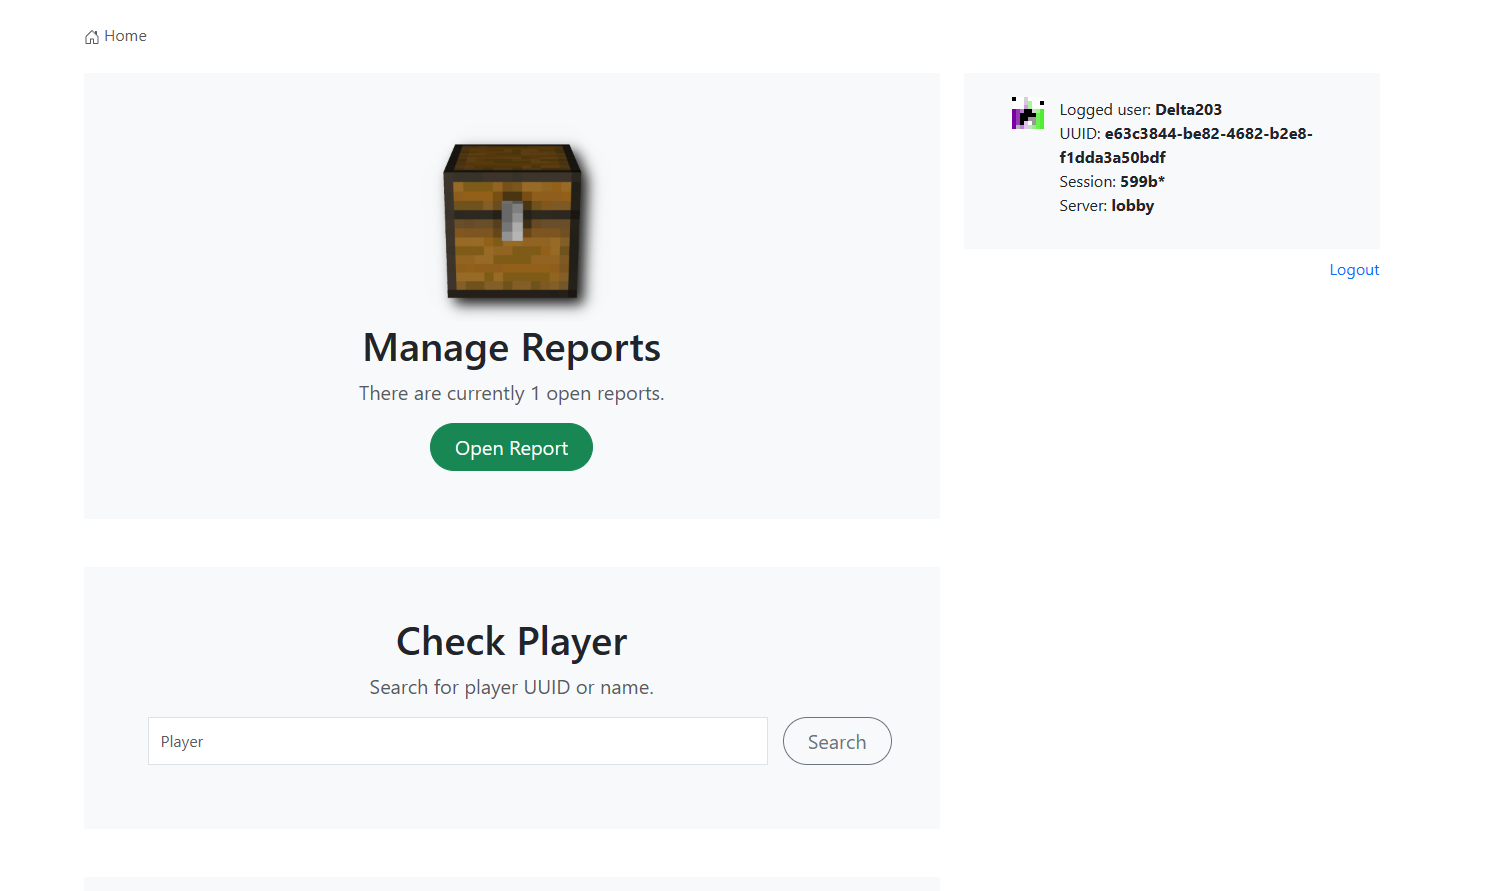 Home
Manage Reports
There are currently 1 open reports.
Open Report
Check Player
Search for player UUID or name.
Player
Search
Logged user: Delta203
UUID: e63c3844-be82-4682-b2e8-
f1dda3a50bdf
Session: 599b*
Server: lobby
Logout